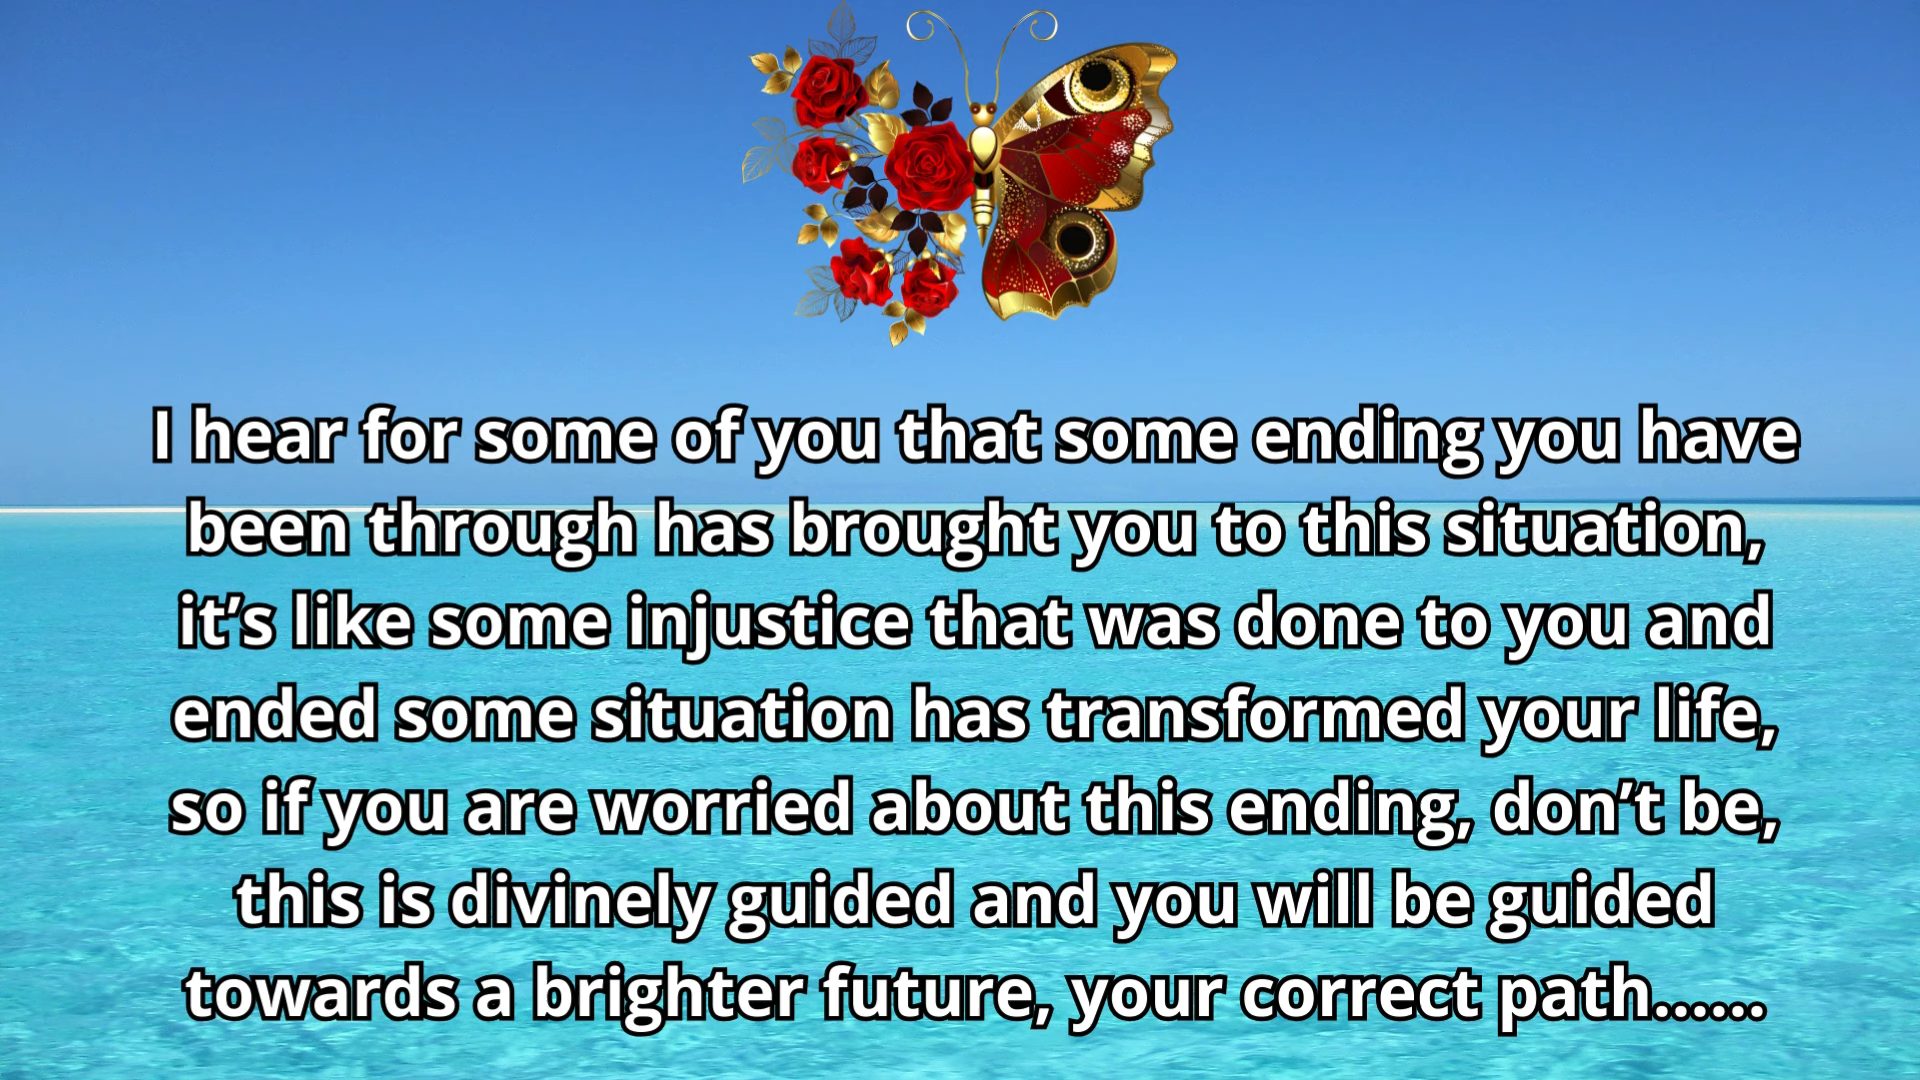 I hear for some of you that some ending you have
been through has brought you to this situation,
it’s like some injustice that was done to you and
ended some situation has transformed your life,
so if you are worried about this ending, don’t be,
this is divinely guided and you will be guided
towards a brighter future, your correct path......